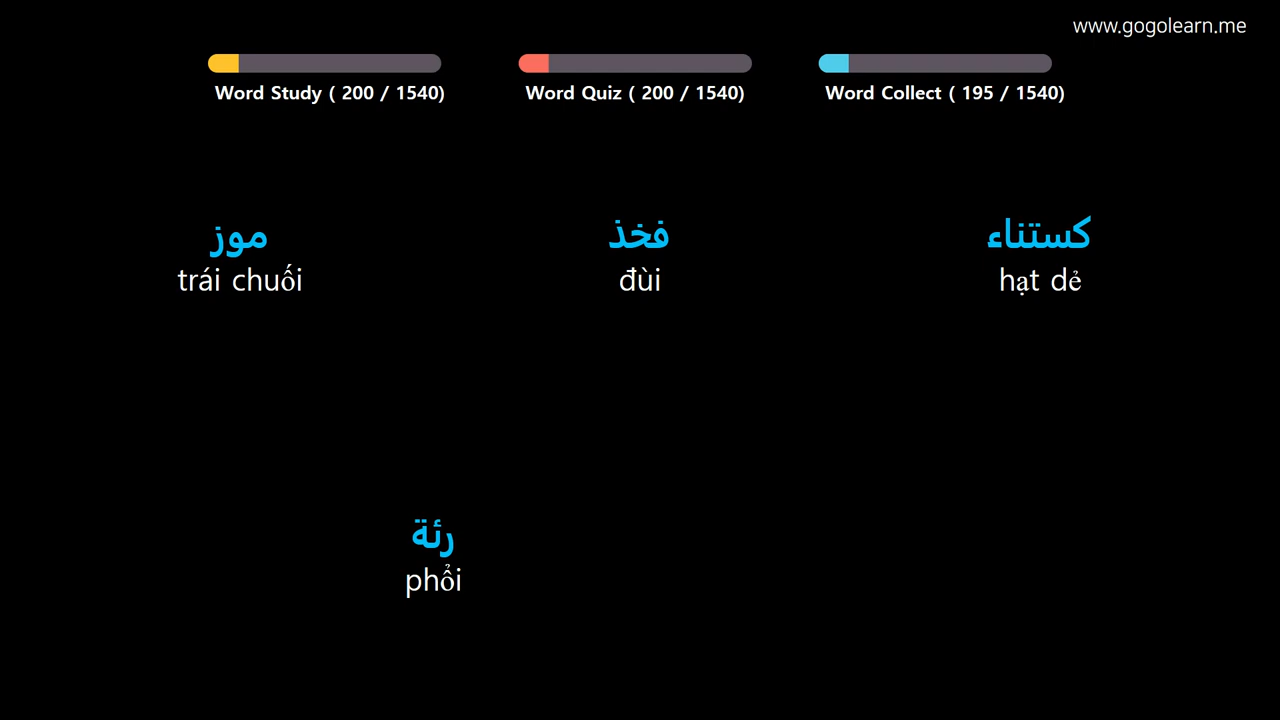 www.gogolearn.me
Word Study ( 200 / 1540)
Word Quiz ( 200 / 1540)
Word Collect ( 195 / 1540)
موز
trái chuối
فخذ
đùi
كستناء
hạt dẻ
رئة
phổi